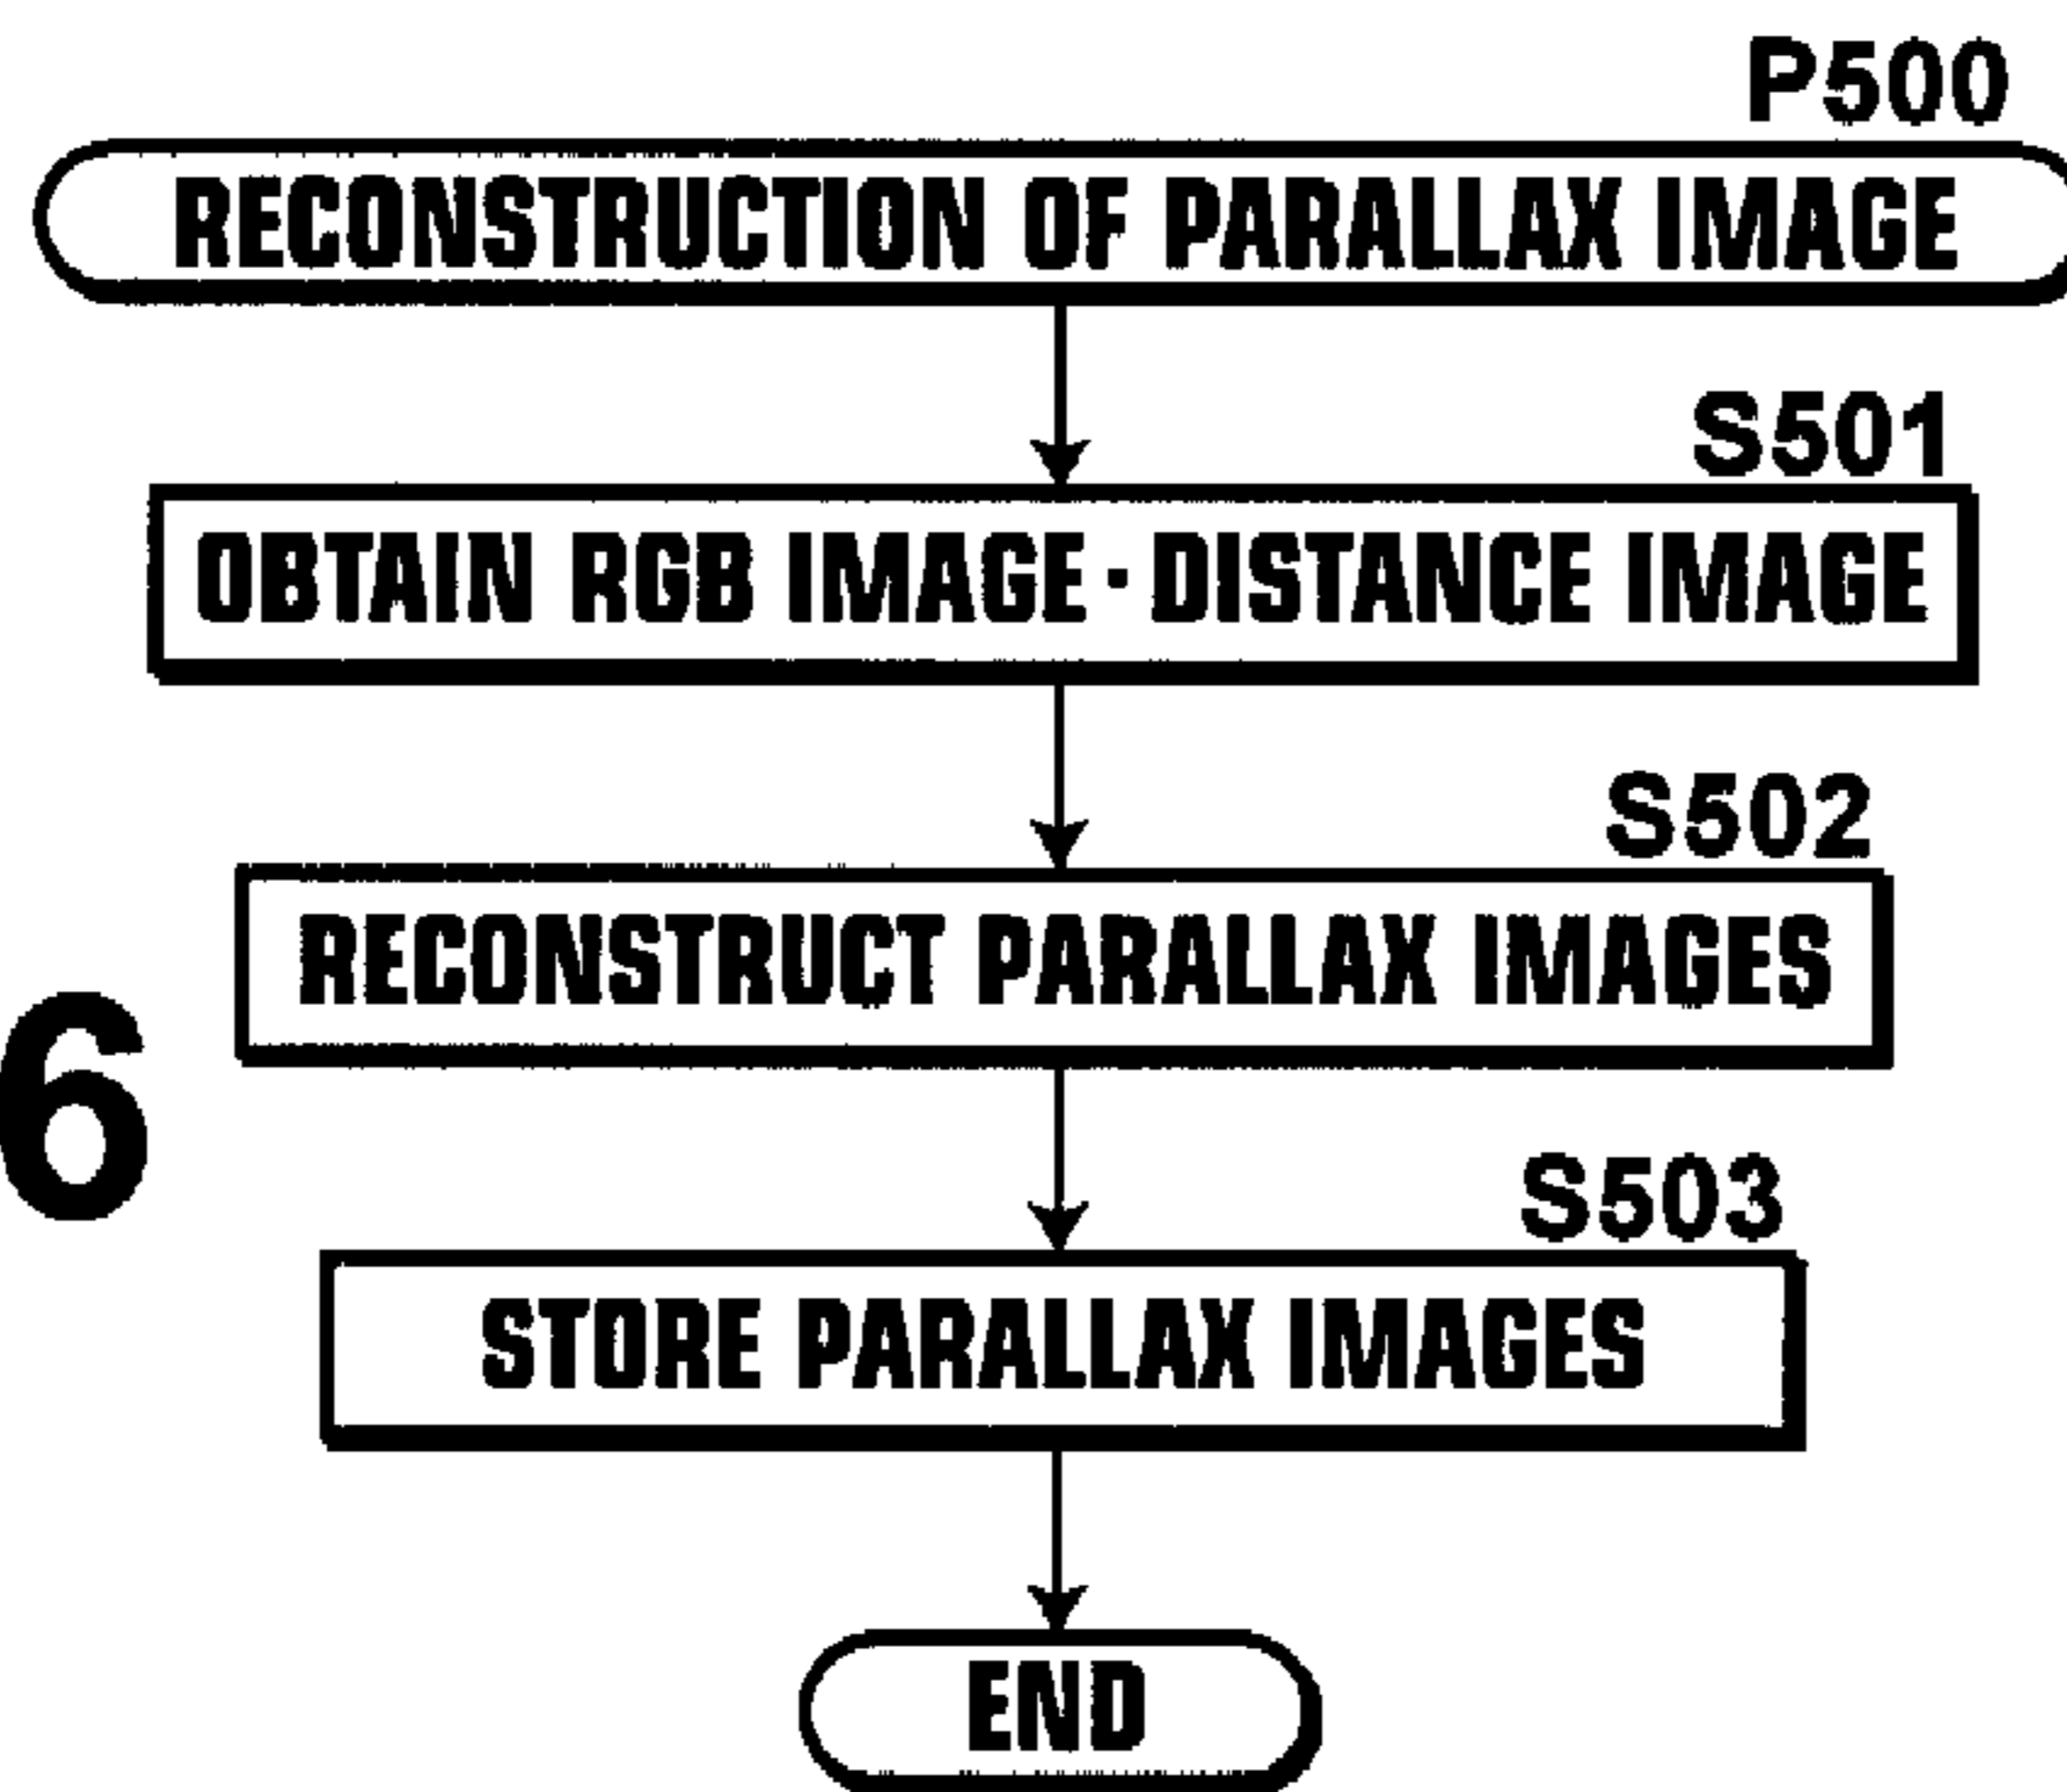 P500
RECONSTRUCTION OF PARALLAX IMAGE
S501
OBTAIN RGB IMAGE·DISTANCE IMAGE
S502
RECONSTRUCT PARALLAX IMAGES
6
S503
STORE PARALLAX IMAGES
END